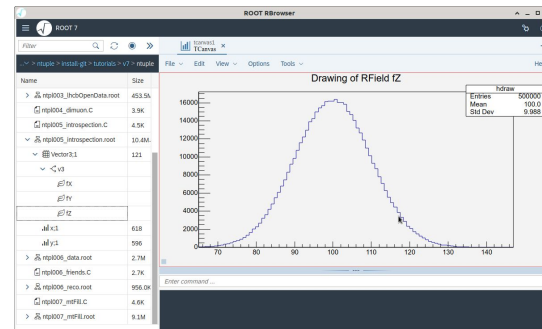 ROOT RBrowser
ROOT 7
Filter
tcanvas1
TCanvas
> ntuple > install-git > tutorials > v7 > ntuple
File
Edit
View
Options
Tools
Name
Size
ntpl003_lhcbOpenData.root
453.5M
ntpl004_dimuon.C
3.9K
ntpl005_introspection.C
4.5K
ntpl005_introspection.root
10.4M
Vector3;1
121
v3
fX
fY
fZ
x;1
618
y;1
596
ntpl006_data.root
2.7M
ntpl006_friends.C
2.7K
ntpl006_reco.root
956.0K
ntpl007_mtFill.C
4.6K
ntpl007_mtFill.root
9.1M
Drawing of RField fZ
hdraw
Entries 500000
Mean 100.0
Std Dev 9.988
16000
14000
12000
10000
8000
6000
4000
2000
0
70 80 90 100 110 120 130 140
Enter command ...